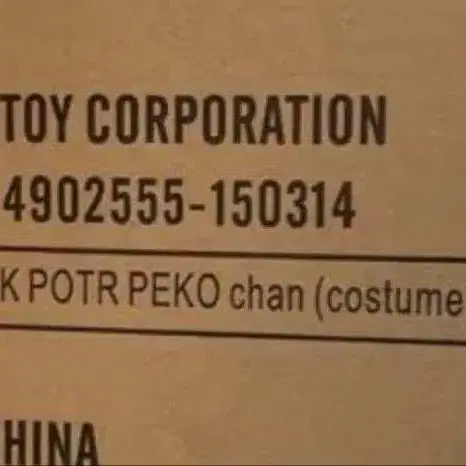 TOY CORPORATION
4902555-150314
K POTR PEKO chan (costume
HINA